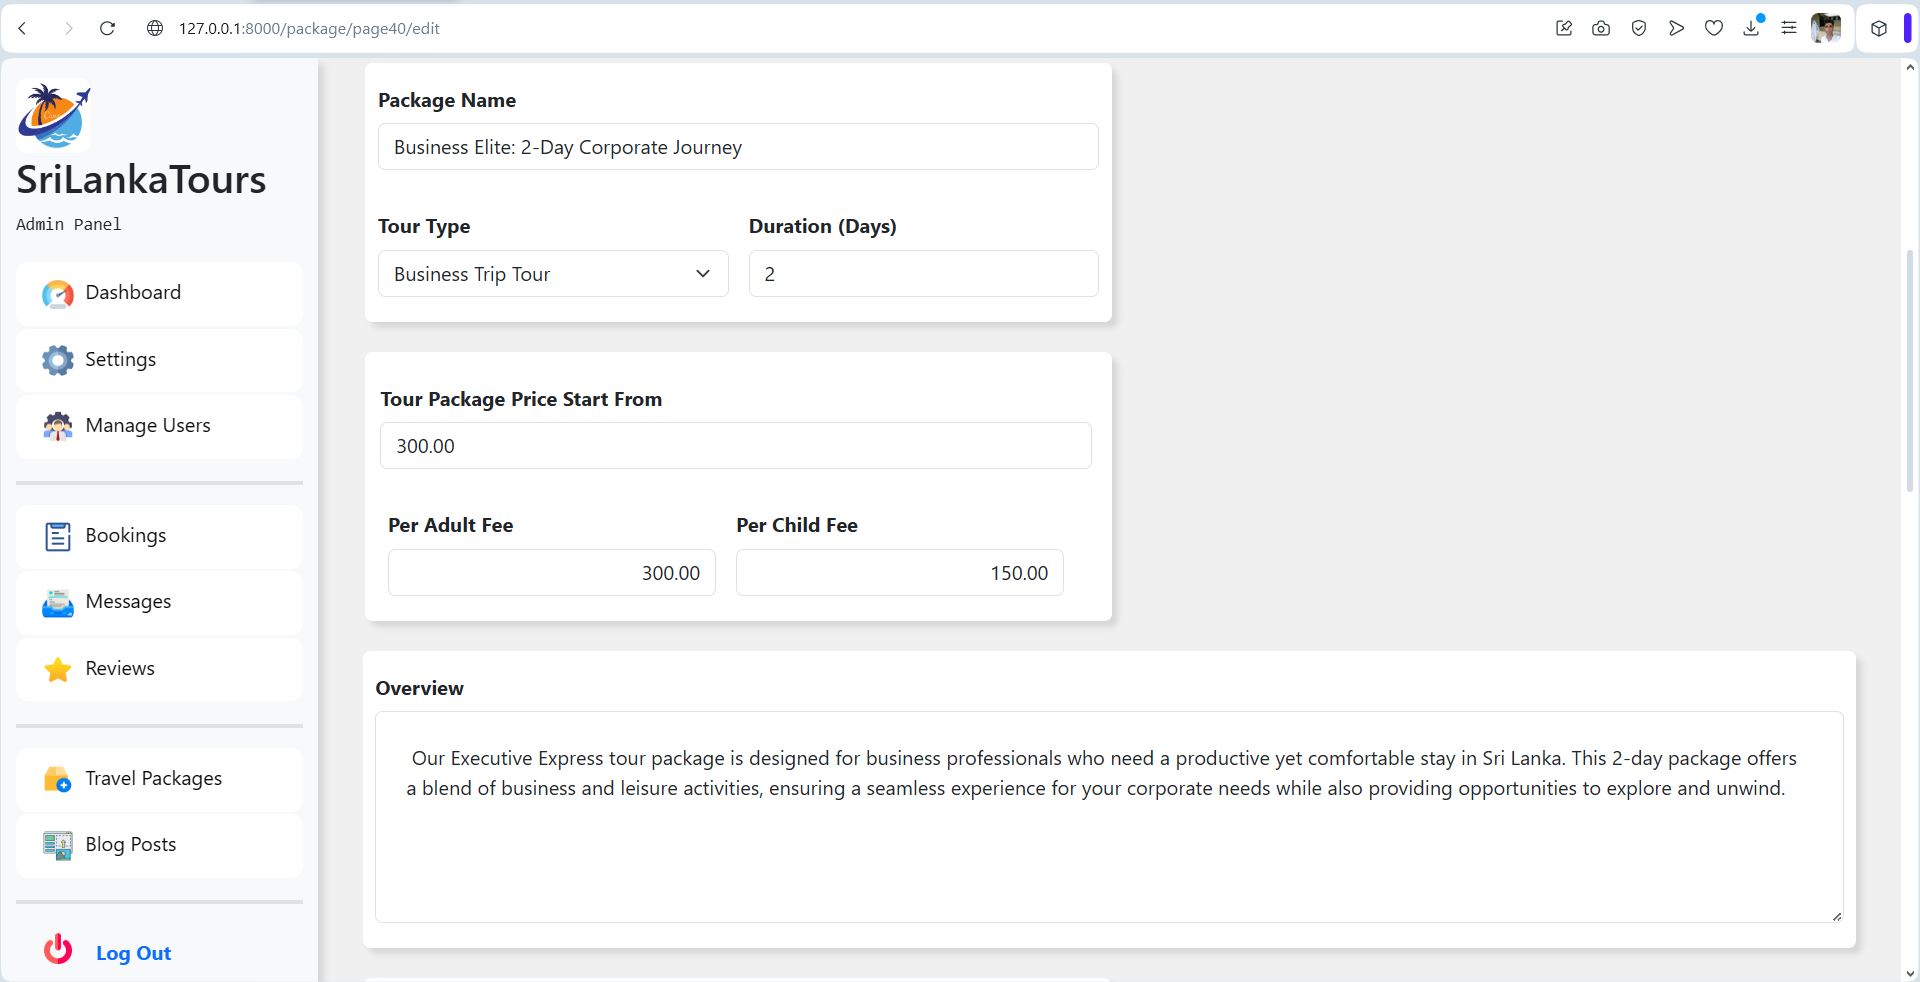 127.0.0.1:8000/package/page40/edit
SriLankaTours
Admin Panel
Dashboard
Settings
Manage Users
Bookings
Messages
Reviews
Travel Packages
Blog Posts
Log Out
Package Name
Business Elite: 2-Day Corporate Journey
Tour Type
Duration (Days)
Business Trip Tour
2
Tour Package Price Start From
300.00
Per Adult Fee
Per Child Fee
300.00
150.00
Overview
Our Executive Express tour package is designed for business professionals who need a productive yet comfortable stay in Sri Lanka. This 2-day package offers
a blend of business and leisure activities, ensuring a seamless experience for your corporate needs while also providing opportunities to explore and unwind.